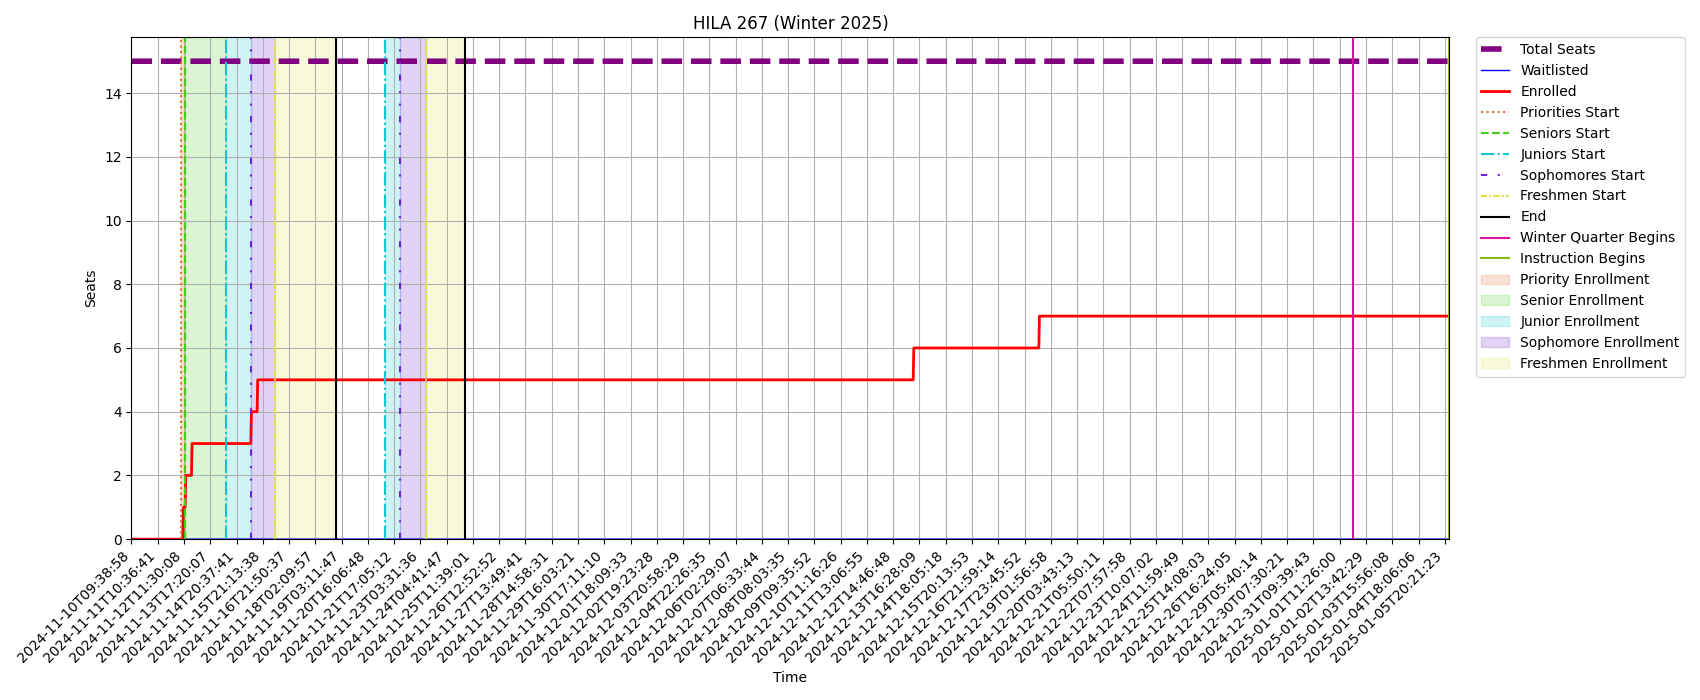 HILA 267 (Winter 2025)
Seats
14
12
10
8
6
4
2
0
2024-11-10T09:38:58
2024-11-11T10:36:41
2024-11-12T11:30:08
2024-11-13T17:20:07
2024-11-14T20:37:41
2024-11-15T21:13:38
2024-11-16T21:50:37
2024-11-18T02:09:57
2024-11-19T03:11:47
2024-11-20T16:06:48
2024-11-21T17:05:12
2024-11-23T03:31:36
2024-11-24T04:41:47
2024-11-25T11:39:01
2024-11-26T12:52:52
2024-11-27T13:49:41
2024-11-28T14:58:31
2024-11-29T16:03:21
2024-11-30T17:11:10
2024-12-01T18:09:33
2024-12-02T19:23:28
2024-12-03T20:58:29
2024-12-04T22:26:35
2024-12-06T02:29:07
2024-12-07T06:33:44
2024-12-08T08:03:35
2024-12-09T09:35:52
2024-12-10T11:16:26
2024-12-11T13:06:55
2024-12-12T14:46:48
2024-12-13T16:28:09
2024-12-14T18:05:18
2024-12-15T20:13:53
2024-12-16T21:59:14
2024-12-17T23:45:52
2024-12-19T01:56:58
2024-12-20T03:43:13
2024-12-21T05:50:11
2024-12-22T07:57:58
2024-12-23T10:07:02
2024-12-24T11:59:49
2024-12-25T14:08:03
2024-12-26T16:24:05
2024-12-29T05:40:14
2024-12-30T07:30:21
2024-12-31T09:39:43
2025-01-01T11:26:00
2025-01-02T13:42:29
2025-01-03T15:56:08
2025-01-04T18:06:06
2025-01-05T20:21:23
Time
Total Seats
Waitlisted
Enrolled
Priorities Start
Seniors Start
Juniors Start
Sophomores Start
Freshmen Start
End
Winter Quarter Begins
Instruction Begins
Priority Enrollment
Senior Enrollment
Junior Enrollment
Sophomore Enrollment
Freshmen Enrollment